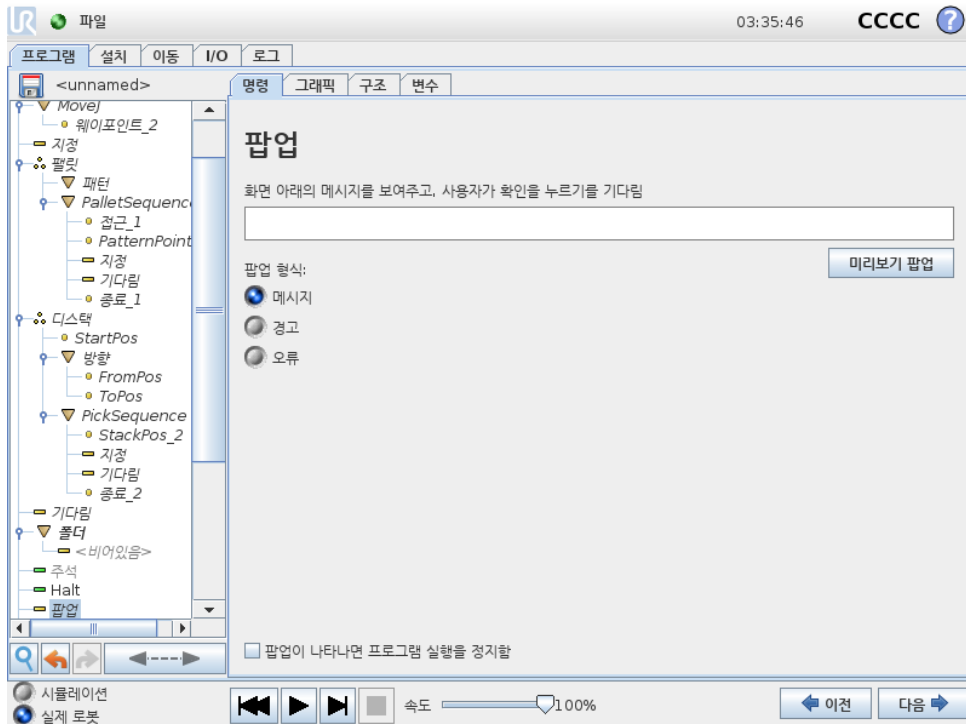 파일
03:35:46
CCCC
프로그램 설치 이동 I/O 로그
<unnamed>
명령 그래픽 구조 변수
MoveJ
웨이포인트_2
지정
팰릿
패턴
PalletSequenc
접근_1
PatternPoint
지정
기다림
종료_1
디스택
StartPos
방향
FromPos
ToPos
PickSequence
StackPos_2
지정
기다림
종료_2
기다림
폴더
<비어있음>
주석
Halt
팝업
팝업
화면 아래의 메시지를 보여주고, 사용자가 확인을 누르기를 기다림
미리보기 팝업
팝업 형식:
메시지
경고
오류
팝업이 나타나면 프로그램 실행을 정지함
시뮬레이션
실제 로봇
속도 100%
이전 다음